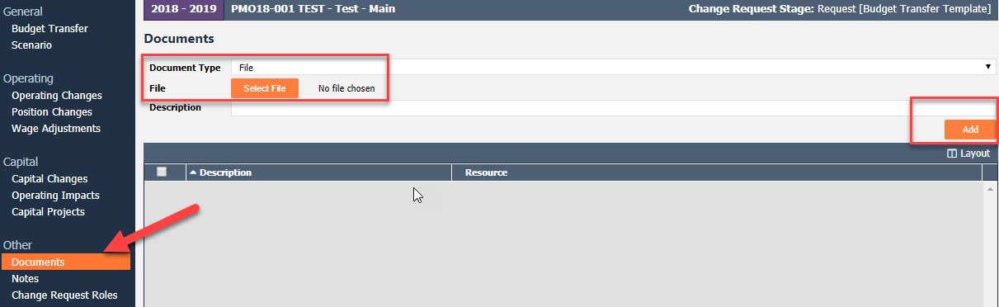 General
Budget Transfer
Scenario
Operating
Operating Changes
Position Changes
Wage Adjustments
Capital
Capital Changes
Operating Impacts
Capital Projects
Other
Documents
Notes
Change Request Roles
2018 - 2019 PMO18-001 TEST - Test - Main Change Request Stage: Request [Budget Transfer Template]
Documents
Document Type File
File Select File No file chosen
Description
Add
Layout
Description Resource